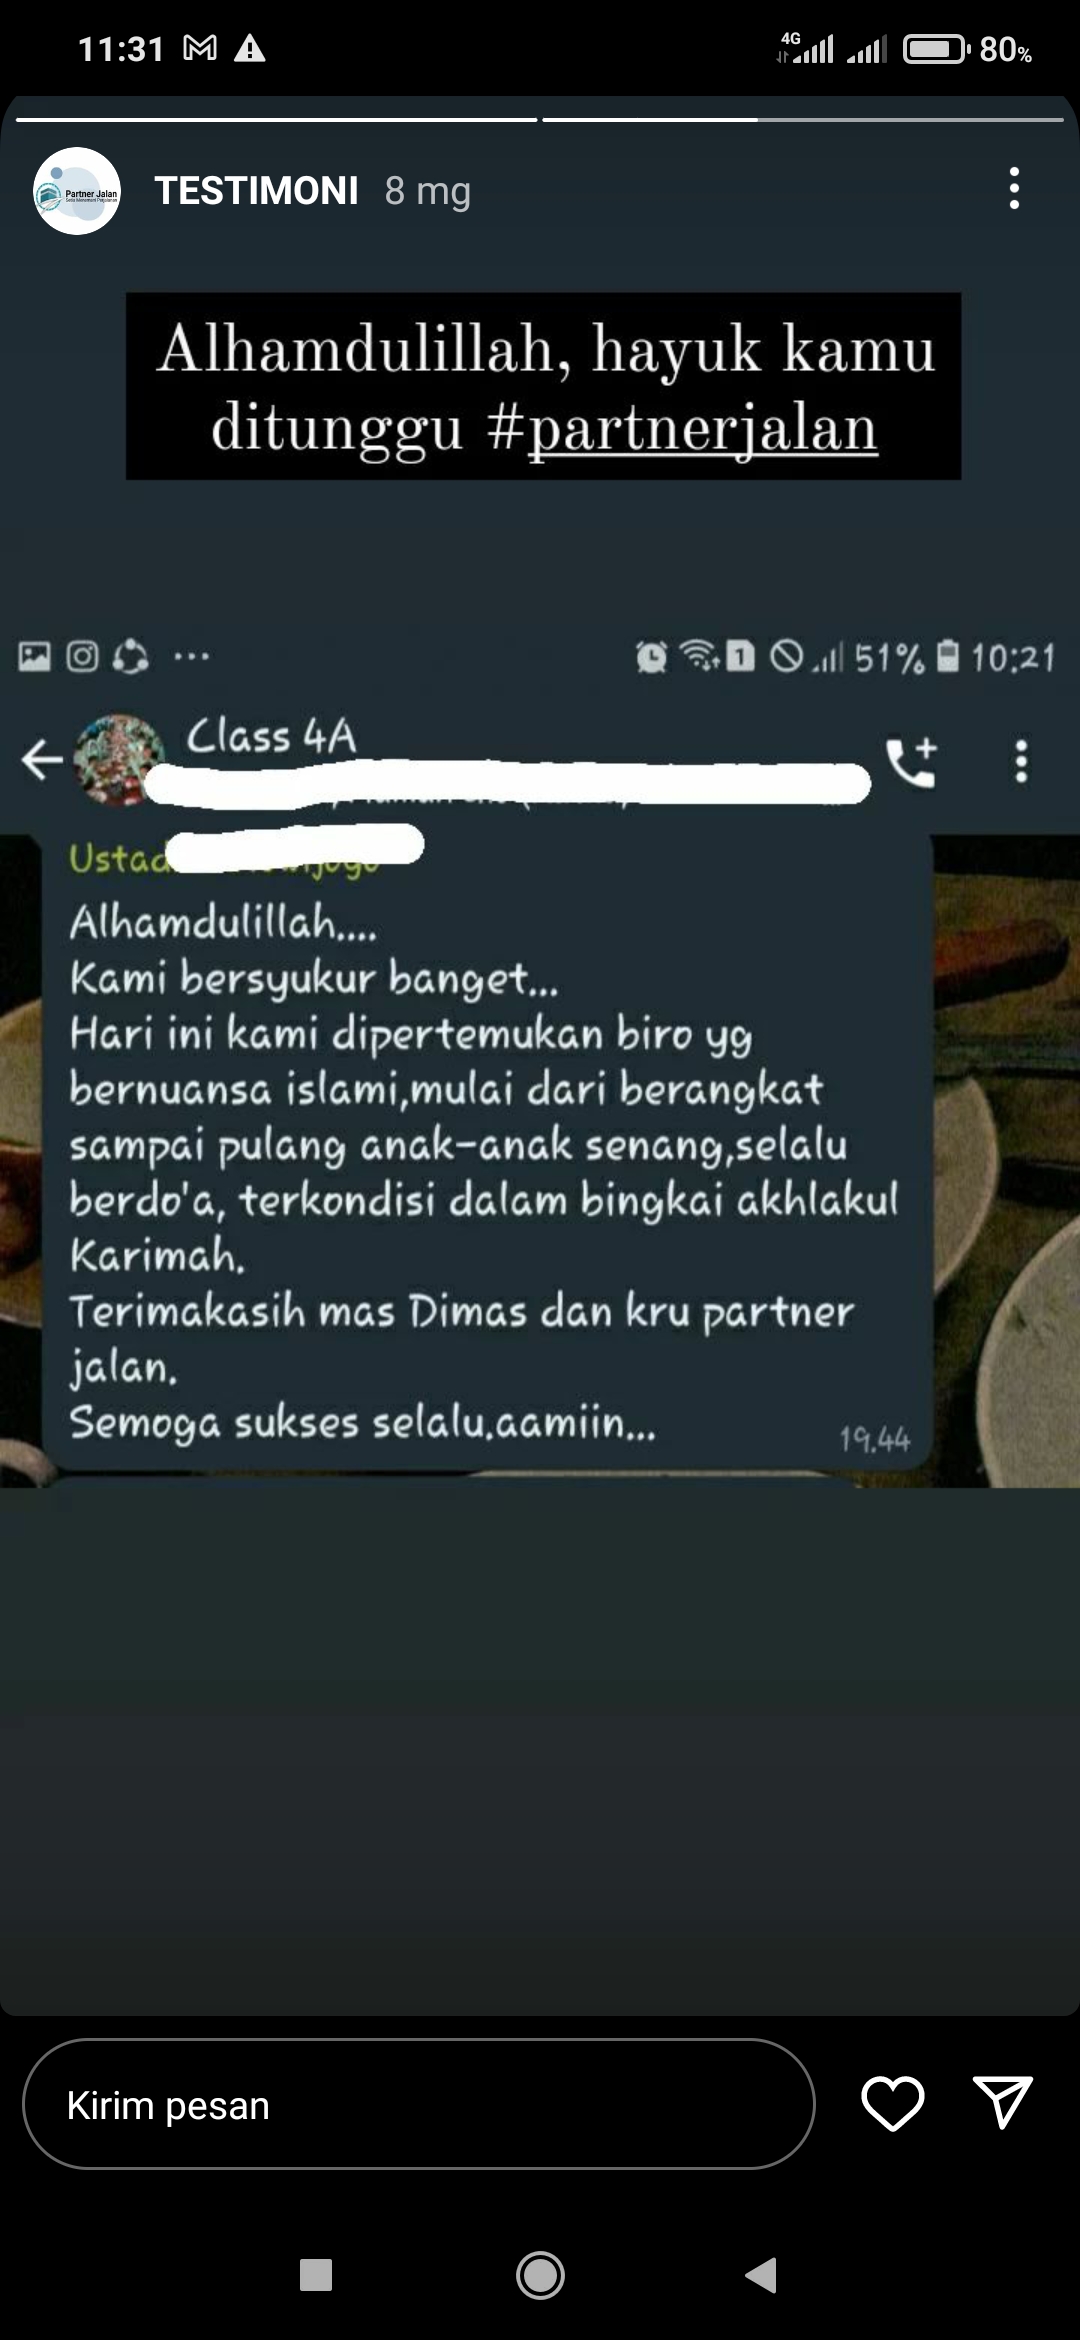 11:31
4G
80%
Partner Jalan
TESTIMONI 8 mg
Alhamdulillah, hayuk kamu
ditunggu #partnerjalan
1 51% 10:21
Class 4A
Alhamdulillah....
Kami bersyukur banget...
Hari ini kami dipertemukan biro yg
bernuansa islami,mulai dari berangkat
sampai pulang anak-anak senang,selalu
berdo'a, terkondisi dalam bingkai akhlakul
Karimah.
Terimakasih mas Dimas dan kru partner
jalan.
Semoga sukses selalu.aamiin...
19.44
Kirim pesan